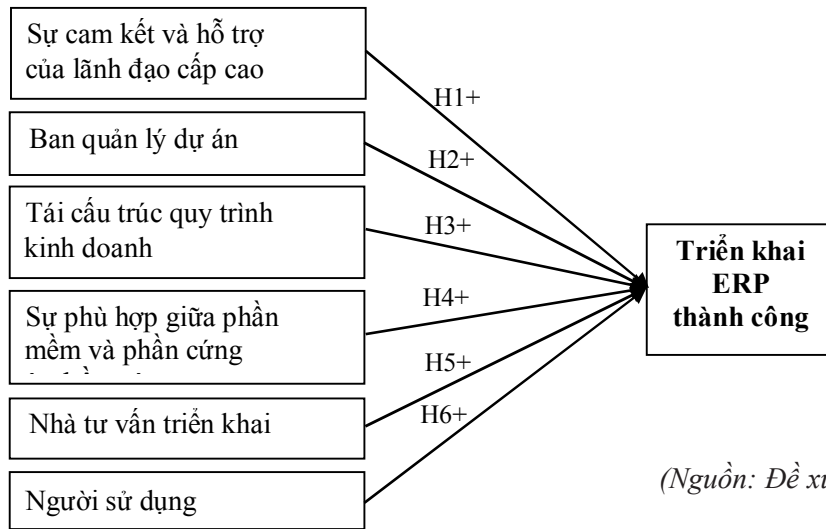 Sự cam kết và hỗ trợ
của lãnh đạo cấp cao
H1+
Ban quản lý dự án
H2+
Tái cấu trúc quy trình
kinh doanh
H3+
Triển khai
ERP
thành công
Sự phù hợp giữa phần
mềm và phần cứng
H4+
H5+
Nhà tư vấn triển khai
H6+
Người sử dụng
(Nguồn: Đề